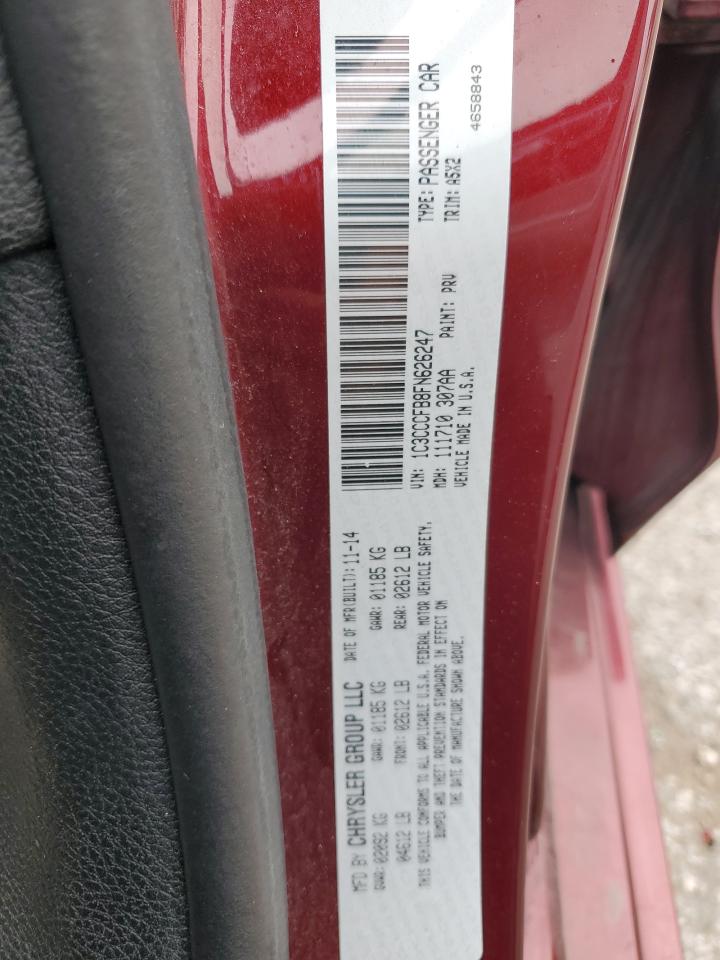 MFD BY CHRYSLER GROUP LLC DATE OF MFR(BUILT): 11-14
GVWR: 02092 KG GAWR: 01185 KG GAWR: 01185 KG
04612 LB FRONT: 02612 LB REAR: 02612 LB
THIS VEHICLE CONFORMS TO ALL APPLICABLE U.S.A. FEDERAL MOTOR VEHICLE SAFETY,
BUMPER AND THEFT PREVENTION STANDARDS IN EFFECT ON
THE DATE OF MANUFACTURE SHOWN ABOVE.
VIN: 1C3CCCFB8FN626247 TYPE: PASSENGER CAR
MDH: 111710 307AA PAINT: PRV TRIM: A5X2
VEHICLE MADE IN U.S.A. 4658843